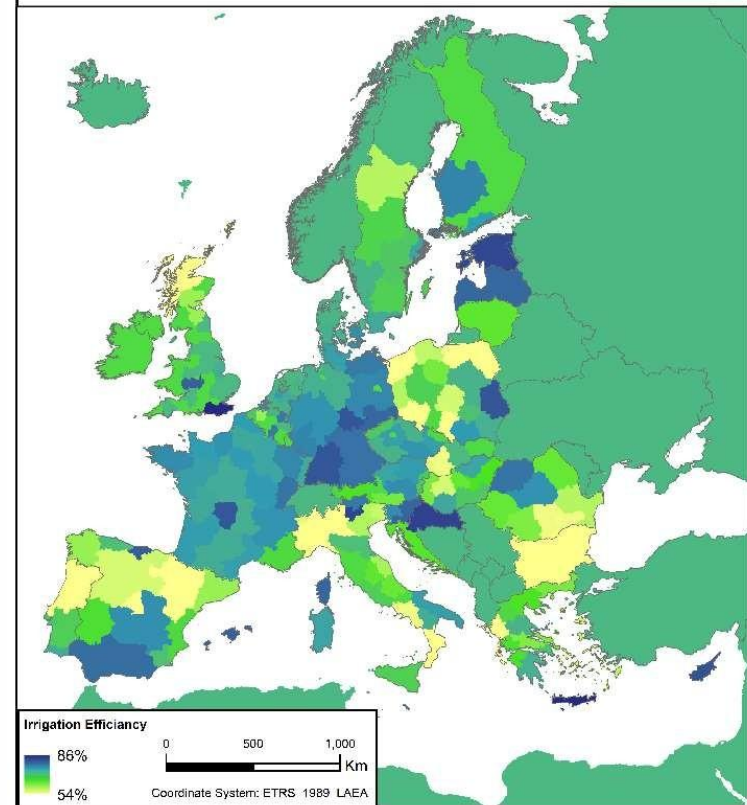 Irrigation Efficiancy
86%
54%
0 500 1,000
Km
Coordinate System: ETRS 1989 LAEA